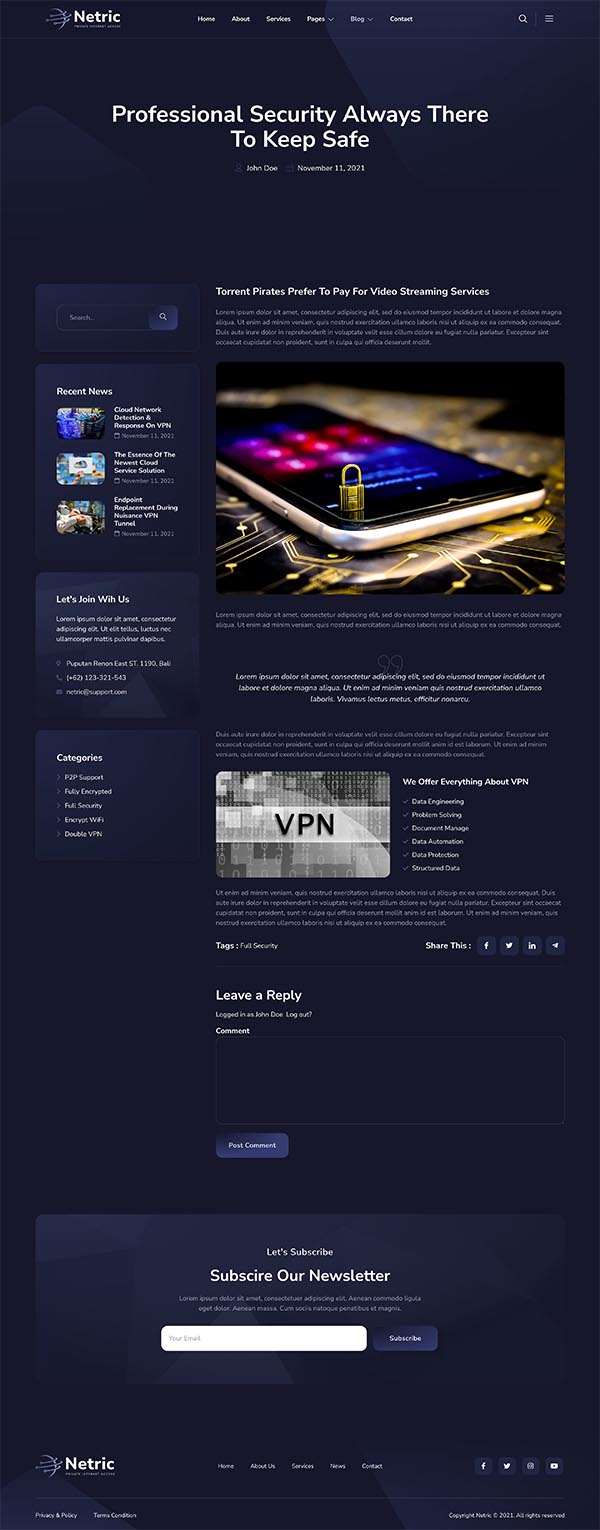 Netric
PRIVATE INTERNET ACCESS
Home About Services Pages Blog Contact
Professional Security Always There
To Keep Safe
John Doe November 11, 2021
Search...
Recent News
Cloud Network
Detection &
Response On VPN
November 11, 2021
The Essence Of The
Newest Cloud
Service Solution
November 11, 2021
Endpoint
Replacement During
Nuisance VPN
Tunnel
November 11, 2021
Let's Join Wih Us
Lorem ipsum dolor sit amet, consectetur
adipiscing elit. Ut elit tellus, luctus nec
ullamcorper mattis pulvinar dapibus.
Puputan Renon East ST. 1190, Bali
(+62) 123-321-543
netric@support.com
Categories
P2P Support
Fully Encrypted
Full Security
Encrypt WiFi
Double VPN
Torrent Pirates Prefer To Pay For Video Streaming Services
Lorem ipsum dolor sit amet, consectetur adipiscing elit, sed do eiusmod tempor incididunt ut labore et dolore magna
aliqua. Ut enim ad minim veniam, quis nostrud exercitation ullamco laboris nisi ut aliquip ex ea commodo consequat.
Duis aute irure dolor in reprehenderit in voluptate velit esse cillum dolore eu fugiat nulla pariatur. Excepteur sint
occaecat cupidatat non proident, sunt in culpa qui officia deserunt mollit.
Lorem ipsum dolor sit amet, consectetur adipiscing elit, sed do eiusmod tempor incididunt ut labore et dolore magna
aliqua. Ut enim ad minim veniam, quis nostrud exercitation ullamco laboris nisi ut aliquip ex ea commodo consequat.
Lorem ipsum dolor sit amet, consectetur adipiscing elit, sed do eiusmod tempor incididunt ut
labore et dolore magna aliqua. Ut enim ad minim veniam quis nostrud exercitation ullamco
laboris. Vivamus lectus metus, efficitur nonarcu.
Duis aute irure dolor in reprehenderit in voluptate velit esse cillum dolore eu fugiat nulla pariatur. Excepteur sint
occaecat cupidatat non proident, sunt in culpa qui officia deserunt mollit anim id est laborum. Ut enim ad minim
veniam, quis nostrud exercitation ullamco laboris nisi ut aliquip ex ea commodo consequat.
VPN
We Offer Everything About VPN
Data Engineering
Problem Solving
Document Manage
Data Automation
Data Protection
Structured Data
Ut enim ad minim veniam, quis nostrud exercitation ullamco laboris nisi ut aliquip ex ea commodo consequat. Duis
aute irure dolor in reprehenderit in voluptate velit esse cillum dolore eu fugiat nulla pariatur. Excepteur sint occaecat
cupidatat non proident, sunt in culpa qui officia deserunt mollit anim id est laborum. Ut enim ad minim veniam, quis
nostrud exercitation ullamco laboris nisi ut aliquip ex ea commodo consequat.
Tags : Full Security Share This :
Leave a Reply
Logged in as John Doe Log out?
Comment
Post Comment
Let's Subscribe
Subscire Our Newsletter
Lorem ipsum dolor sit amet, consectetuer adipiscing elit. Aenean commodo ligula
eget dolor. Aenean massa. Cum sociis natoque penatibus et magnis.
Your Email Subscribe
Netric
PRIVATE INTERNET ACCESS
Home About Us Services News Contact
Privacy & Policy Terms Condition Copyright Netric © 2021. All rights reserved